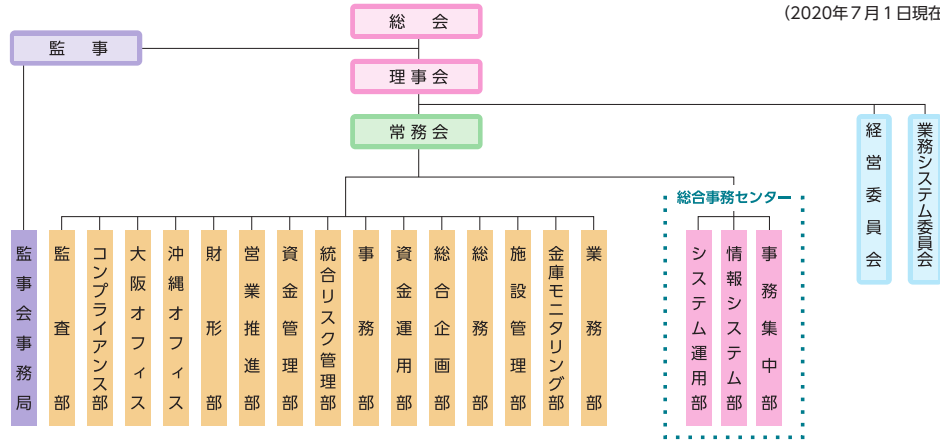 (2020年7月1日現在
総会
監事
理事会
常務会
経営委員会
業務システム委員会
総合事務センター
監事会事務局
監査部
コンプライアンス部
大阪オフィス
沖縄オフィス
財形部
営業推進部
資金管理部
統合リスク管理部
事務部
資金運用部
総合企画部
総務部
施設管理部
金庫モニタリング部
業務部
システム運用部
情報システム部
事務集中部